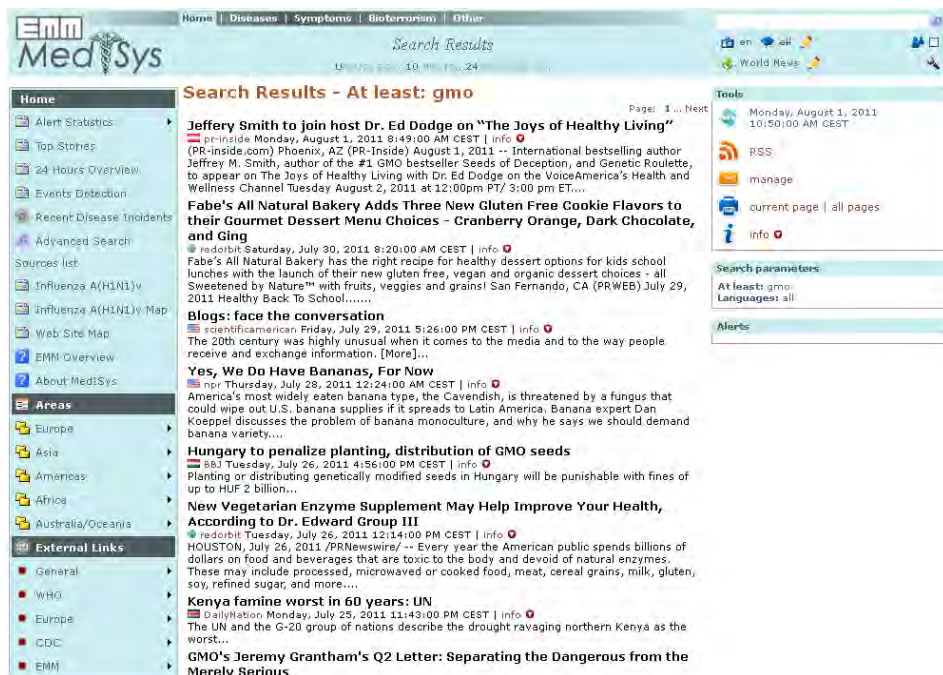 EMM
MedISys
Home | Diseases | Symptoms | Bioterrorism | Other
Search Results
10
24
en
all
World News
Home
Alert Statistics
Top Stories
24 Hours Overview
Events Detection
Recent Disease Incidents
Advanced Search
Sources list
Influenza A(H1N1)v
Influenza A(H1N1)v Map
Web Site Map
EMM Overview
About MedISys
Areas
Europe
Asia
Americas
Africa
Australia/Oceania
External Links
General
WHO
Europe
CDC
EMM
Search Results - At least: gmo
Page: 1 ... Next
Jeffery Smith to join host Dr. Ed Dodge on “The Joys of Healthy Living”
pr-inside Monday, August 1, 2011 8:49:00 AM CEST | info
(PR-inside.com) Phoenix, AZ (PR-Inside) August 1, 2011 -- International bestselling author
Jeffrey M. Smith, author of the #1 GMO bestseller Seeds of Deception, and Genetic Roulette,
to appear on The Joys of Healthy Living with Dr. Ed Dodge on the VoiceAmerica's Health and
Wellness Channel Tuesday August 2, 2011 at 12:00pm PT/ 3:00 pm ET....
Fabe's All Natural Bakery Adds Three New Gluten Free Cookie Flavors to
their Gourmet Dessert Menu Choices - Cranberry Orange, Dark Chocolate,
and Ging
redorbit Saturday, July 30, 2011 8:20:00 AM CEST | info
Fabe's All Natural Bakery has the right recipe for healthy dessert options for kids school
lunches with the launch of their new gluten free, vegan and organic dessert choices - all
Sweetened by Nature™ with fruits, veggies and grains! San Fernando, CA (PRWEB) July 29,
2011 Healthy Back To School.......
Blogs: face the conversation
scientificamerican Friday, July 29, 2011 5:26:00 PM CEST | info
The 20th century was highly unusual when it comes to the media and to the way people
receive and exchange information. [More]...
Yes, We Do Have Bananas, For Now
npr Thursday, July 28, 2011 12:24:00 AM CEST | info
America's most widely eaten banana type, the Cavendish, is threatened by a fungus that
could wipe out U.S. banana supplies if it spreads to Latin America. Banana expert Dan
Koeppel discusses the problem of banana monoculture, and why he says we should demand
banana variety....
Hungary to penalize planting, distribution of GMO seeds
BBJ Tuesday, July 26, 2011 4:56:00 PM CEST | info
Planting or distributing genetically modified seeds in Hungary will be punishable with fines of
up to HUF 2 billion...
New Vegetarian Enzyme Supplement May Help Improve Your Health,
According to Dr. Edward Group III
redorbit Tuesday, July 26, 2011 12:14:00 PM CEST | info
HOUSTON, July 26, 2011 /PRNewswire/ -- Every year the American public spends billions of
dollars on food and beverages that are toxic to the body and devoid of natural enzymes.
These may include processed, microwaved or cooked food, meat, cereal grains, milk, gluten,
soy, refined sugar, and more....
Kenya famine worst in 60 years: UN
DailyNation Monday, July 25, 2011 11:43:00 PM CEST | info
The UN and the G-20 group of nations describe the drought ravaging northern Kenya as the
worst...
GMO's Jeremy Grantham's Q2 Letter: Separating the Dangerous from the
Merely Serious
Tools
Monday, August 1, 2011
10:50:00 AM CEST
RSS
manage
current page | all pages
info
Search parameters
At least: gmo
Languages: all
Alerts